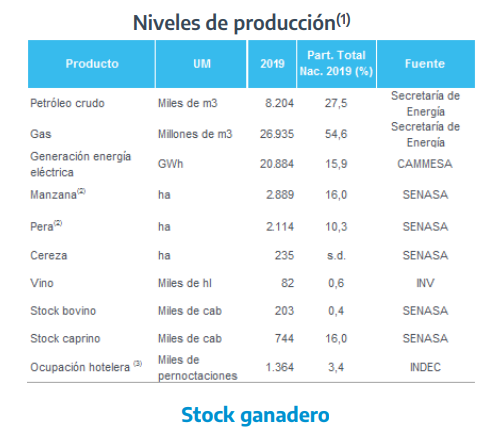 Niveles de producción(1)
Producto UM 2019 Part. Total Nac. 2019 (%) Fuente
Petróleo crudo Miles de m3 8.204 27,5 Secretaría de Energía
Gas Millones de m3 26.935 54,6 Secretaría de Energía
Generación energía eléctrica GWh 20.884 15,9 CAMMESA
Manzana(2) ha 2.889 16,0 SENASA
Pera(2) ha 2.114 10,3 SENASA
Cereza ha 235 s.d. SENASA
Vino Miles de hl 82 0,6 INV
Stock bovino Miles de cab 203 0,4 SENASA
Stock caprino Miles de cab 744 16,0 SENASA
Ocupación hotelera (3) Miles de pernoctaciones 1.364 3,4 INDEC
Stock ganadero